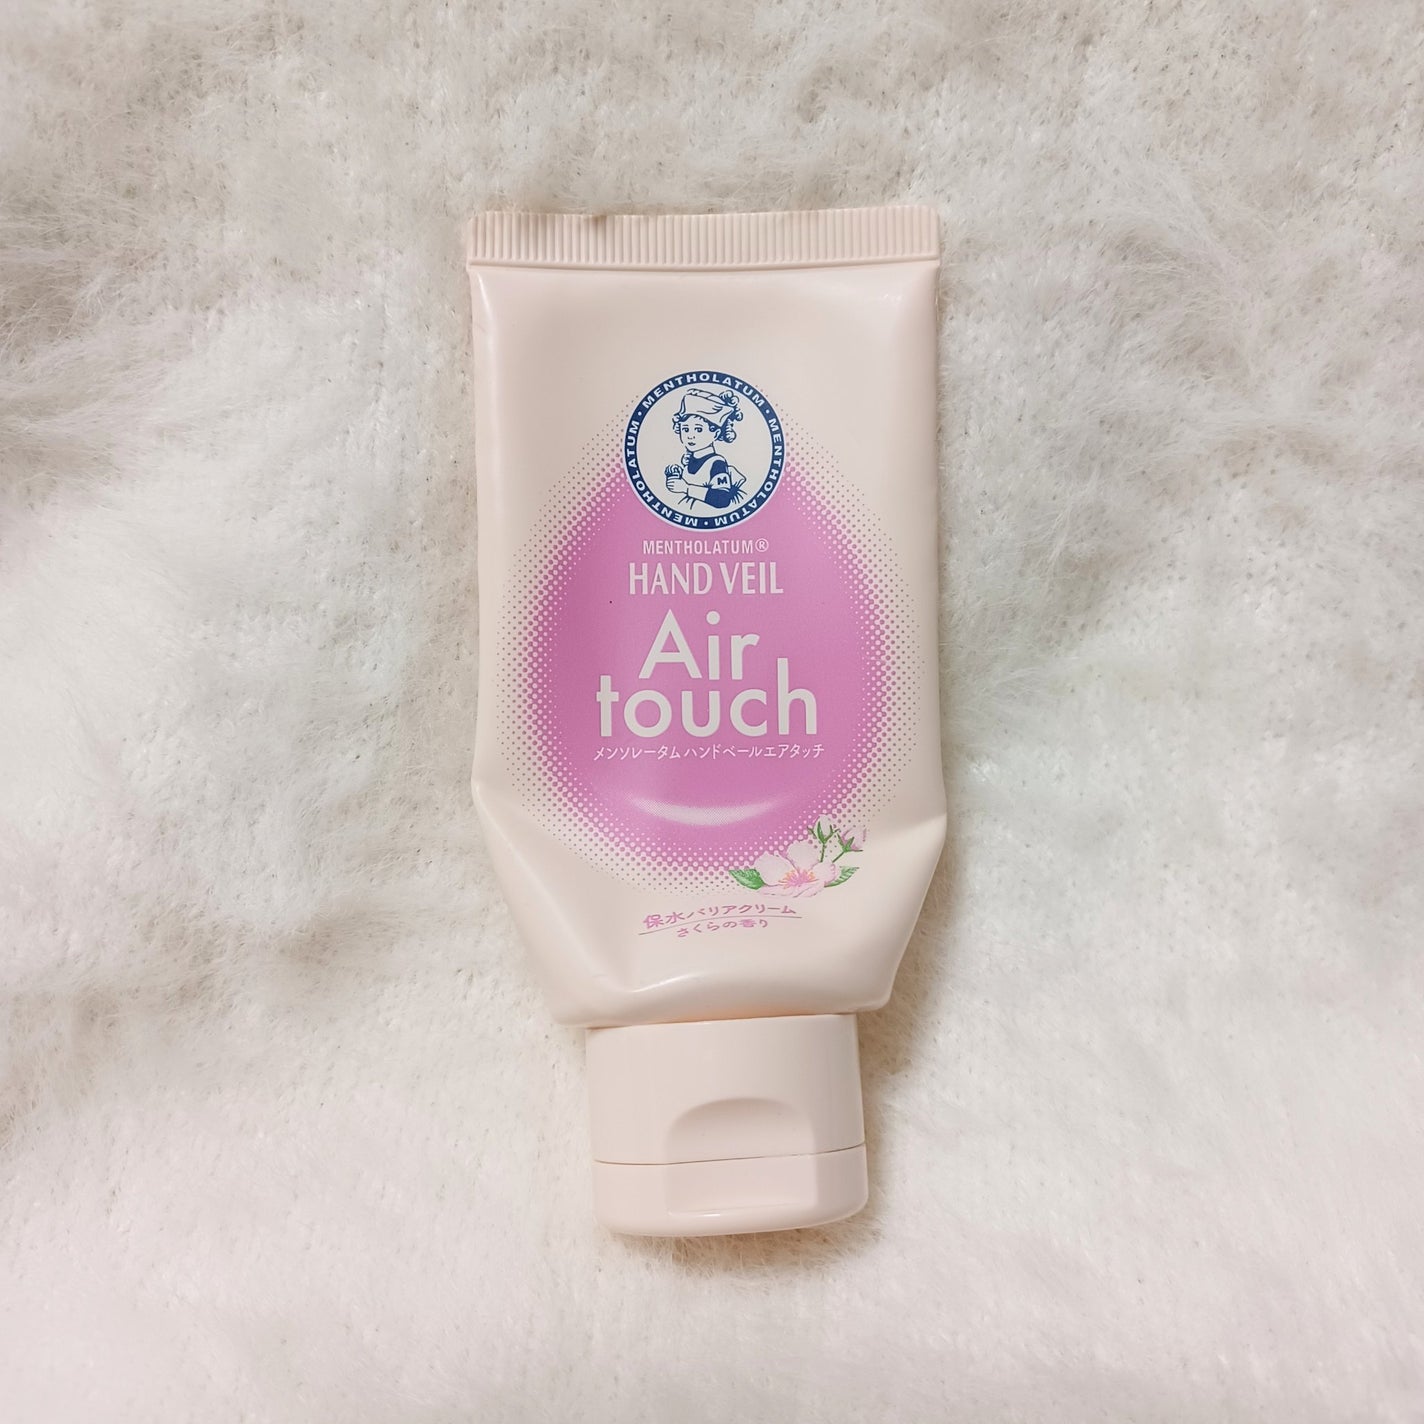 MENTHOLATUM · MENTHOLATUM · MENTHOLATUM · MENTHOLATUM ·
M
MENTHOLATUM®
HAND VEIL
Air
touch
メンソレータム ハンドベール エアタッチ
保水バリアクリーム
さくらの香り